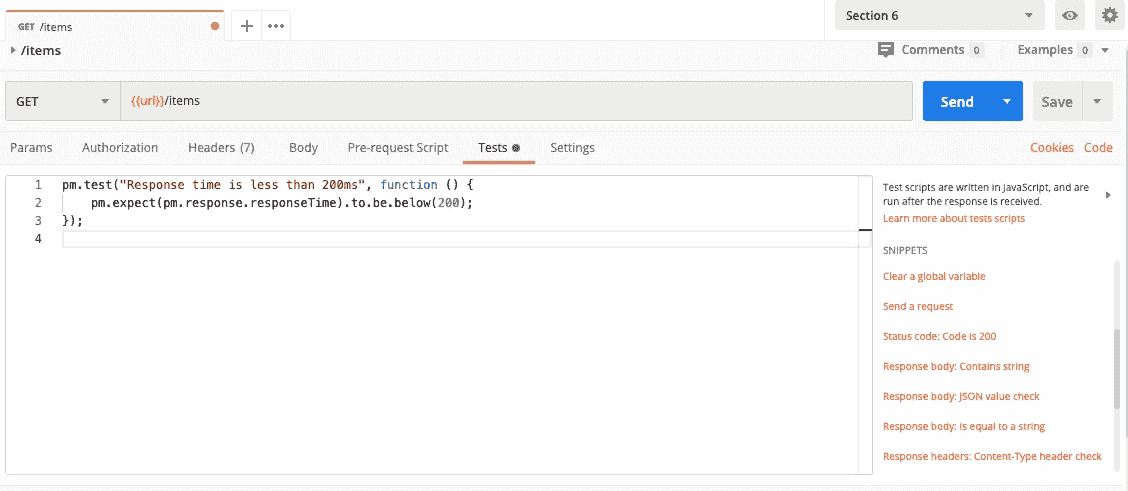 GET /items
+ •••
Section 6
/items
Comments 0
Examples 0
GET
{{url}}/items
Send
Save
Params Authorization Headers (7) Body Pre-request Script Tests Settings
Cookies Code
1 pm.test("Response time is less than 200ms", function () {
2 pm.expect(pm.response.responseTime).to.be.below(200);
3 });
4
Test scripts are written in JavaScript, and are
run after the response is received.
Learn more about tests scripts
SNIPPETS
Clear a global variable
Send a request
Status code: Code is 200
Response body: Contains string
Response body: JSON value check
Response body: Is equal to a string
Response headers: Content-Type header check